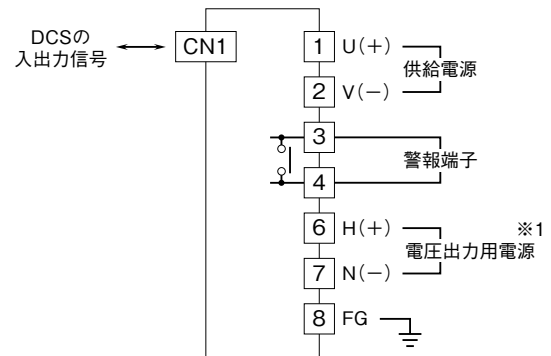 DCSの
入出力信号
CN1
1 U(+)
2 V(−)
供給電源
3
4
警報端子
6 H(+)
7 N(−)
※1
電圧出力用電源
8 FG